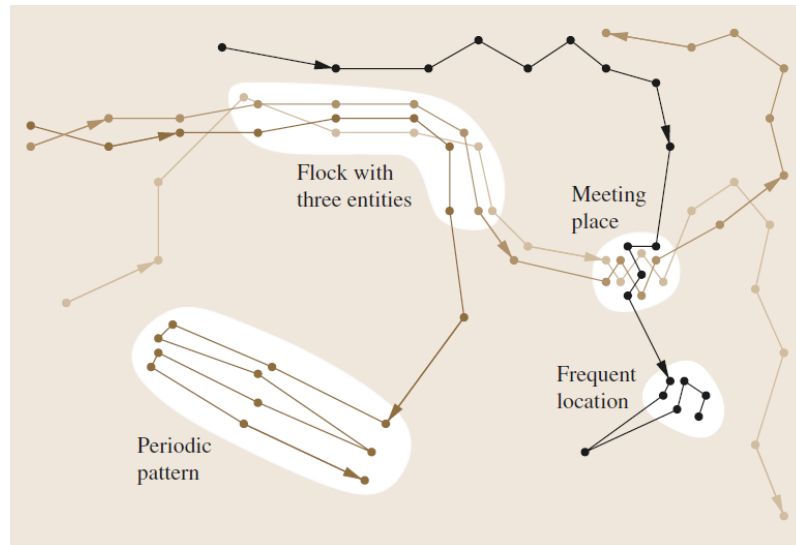 Flock with
three entities
Meeting
place
Frequent
location
Periodic
pattern